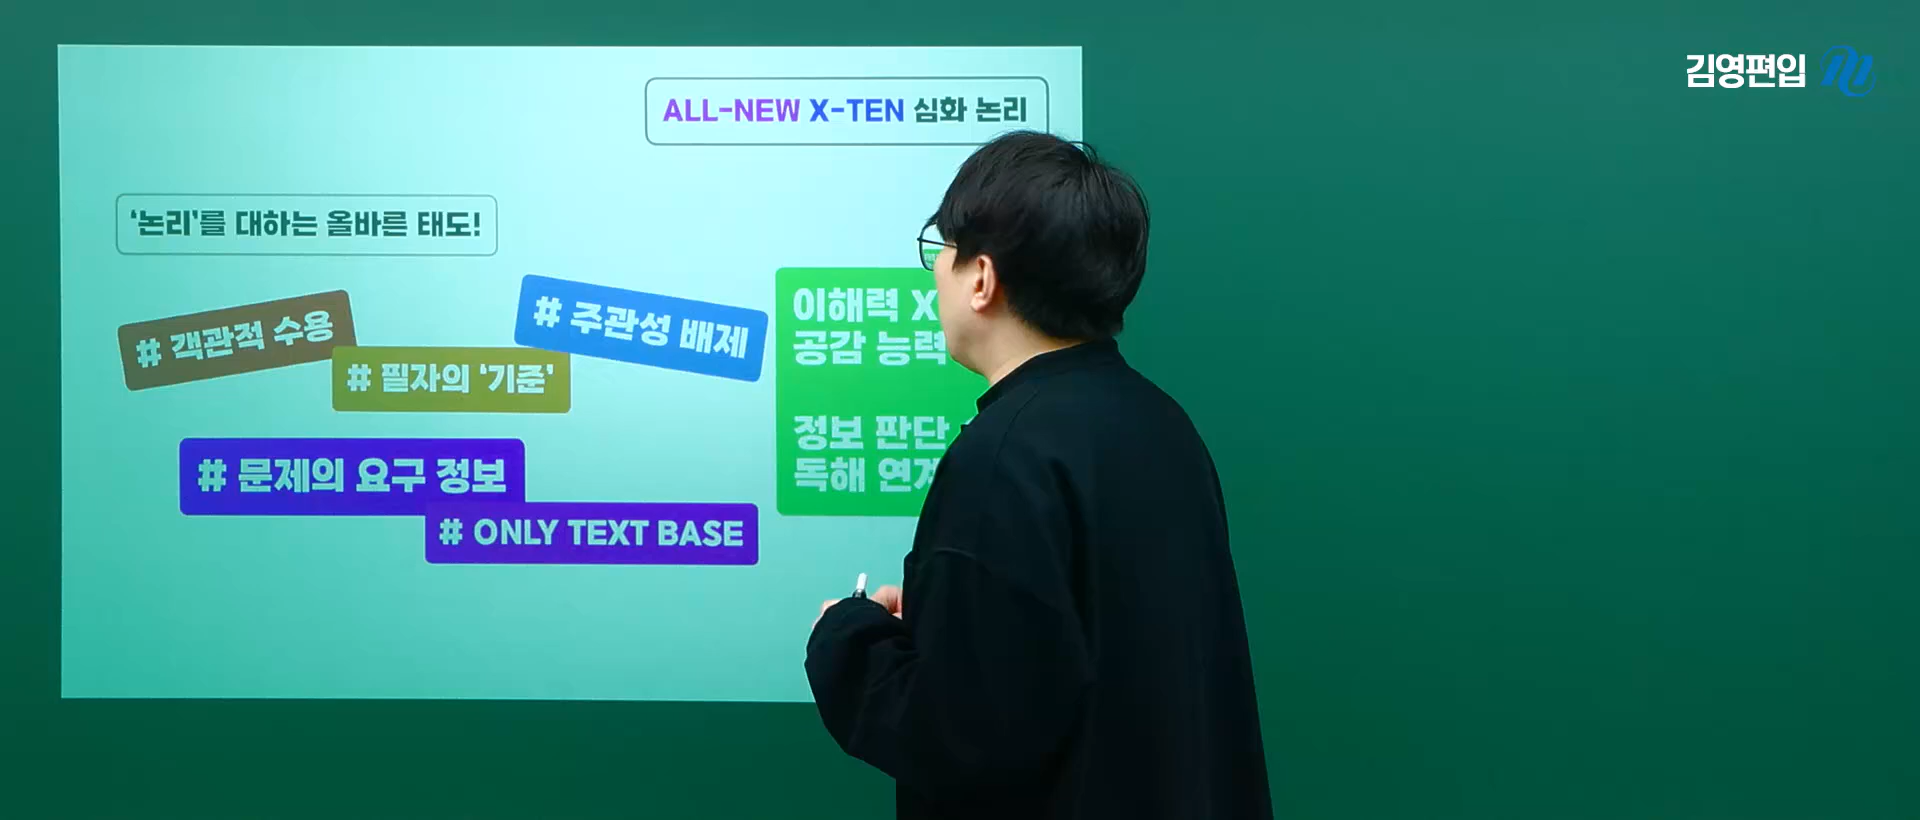 김영편입
ALL-NEW X-TEN 심화 논리
'논리'를 대하는 올바른 태도!
# 객관적 수용
# 필자의 '기준'
# 주관성 배제
# 문제의 요구 정보
# ONLY TEXT BASE
이해력 X
공감 능력
정보 판단
독해